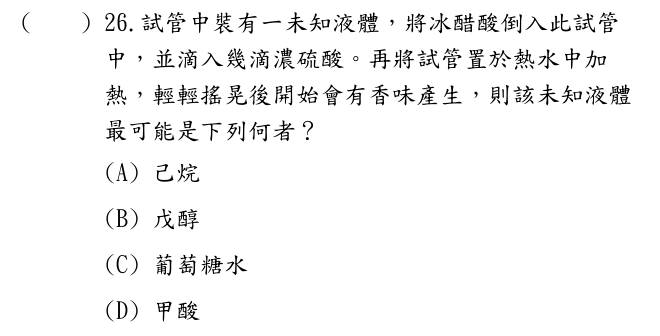 (　　) 26.試管中裝有一未知液體，將冰醋酸倒入此試管
中，並滴入幾滴濃硫酸。再將試管置於熱水中加
熱，輕輕搖晃後開始會有香味產生，則該未知液體
最可能是下列何者？
(A) 己烷
(B) 戊醇
(C) 葡萄糖水
(D) 甲酸